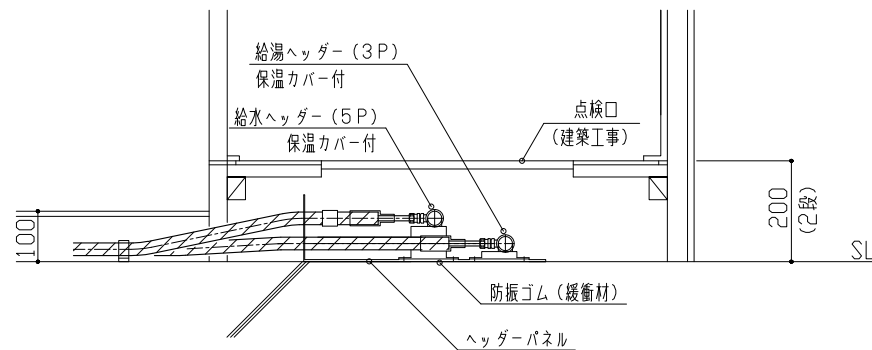 給湯ヘッダー(3P)
保温カバー付
給水ヘッダー(5P)
保温カバー付
点検口
(建築工事)
100
200
(2段)
SL
防振ゴム(緩衝材)
ヘッダーパネル